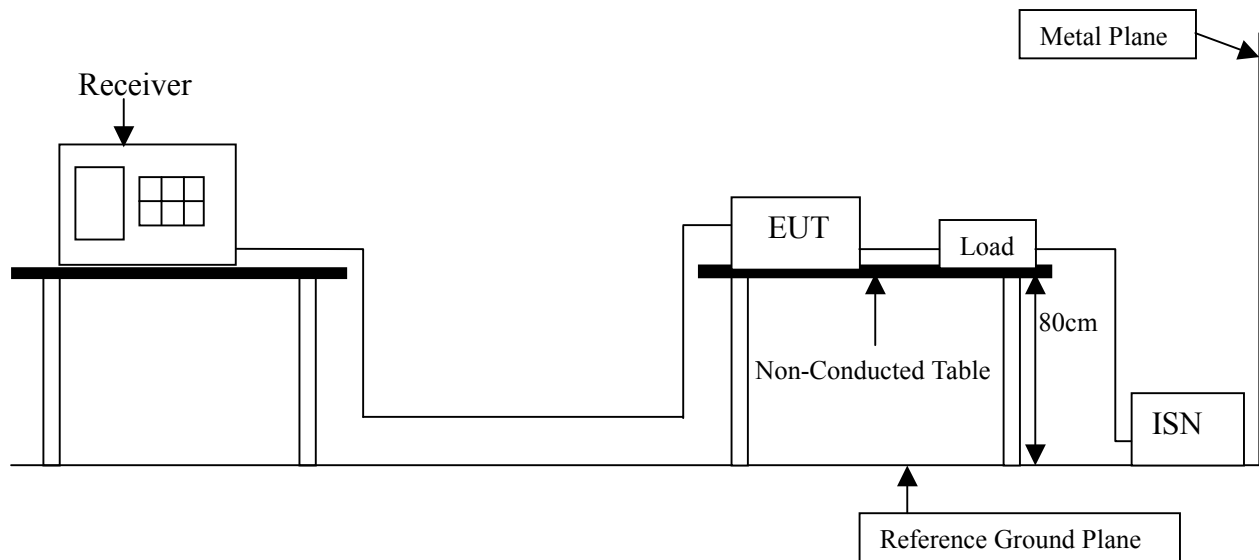 Metal Plane
Receiver
EUT
Load
80cm
Non-Conducted Table
ISN
Reference Ground Plane